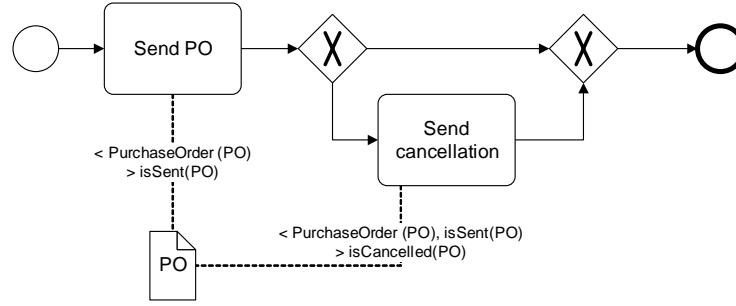 Send PO
X
X
Send
cancellation
< PurchaseOrder (PO)
> isSent(PO)
< PurchaseOrder (PO), isSent(PO)
> isCancelled(PO)
PO